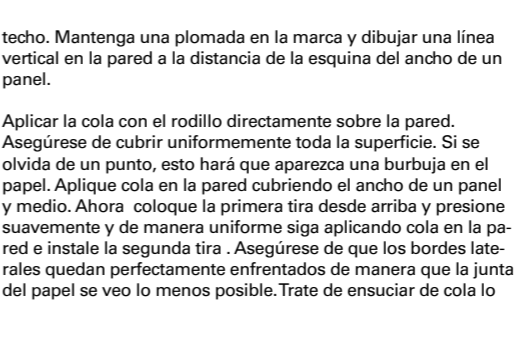 techo. Mantenga una plomada en la marca y dibujar una línea
vertical en la pared a la distancia de la esquina del ancho de un
panel.
Aplicar la cola con el rodillo directamente sobre la pared.
Asegúrese de cubrir uniformemente toda la superficie. Si se
olvida de un punto, esto hará que aparezca una burbuja en el
papel. Aplique cola en la pared cubriendo el ancho de un panel
y medio. Ahora  coloque la primera tira desde arriba y presione
suavemente y de manera uniforme siga aplicando cola en la pa-
red e instale la segunda tira . Asegúrese de que los bordes late-
rales quedan perfectamente enfrentados de manera que la junta
del papel se veo lo menos posible. Trate de ensuciar de cola lo